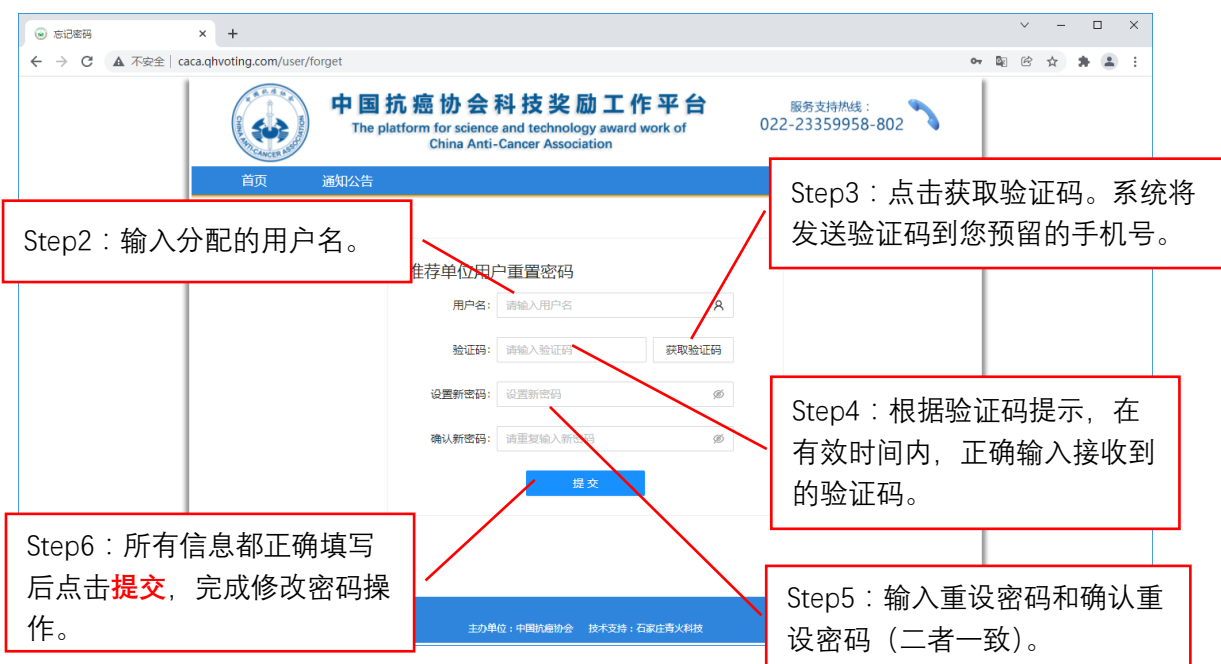 忘记密码
不安全 | caca.qhvoting.com/user/forget
中国抗癌协会科技奖励工作平台
The platform for science and technology award work of
China Anti-Cancer Association
服务支持热线:
022-23359958-802
CHINA ANTI-CANCER ASSOCIATION
首页 通知公告
Step2:输入分配的用户名。
Step3:点击获取验证码。系统将
发送验证码到您预留的手机号。
推荐单位用户重置密码
用户名: 请输入用户名
验证码: 请输入验证码 获取验证码
设置新密码: 设置新密码
确认新密码: 请重复输入新密码
提交
Step4:根据验证码提示,在
有效时间内,正确输入接收到
的验证码。
Step6:所有信息都正确填写
后点击提交,完成修改密码操
作。
Step5:输入重设密码和确认重
设密码(二者一致)。
主办单位:中国抗癌协会 技术支持:石家庄青火科技